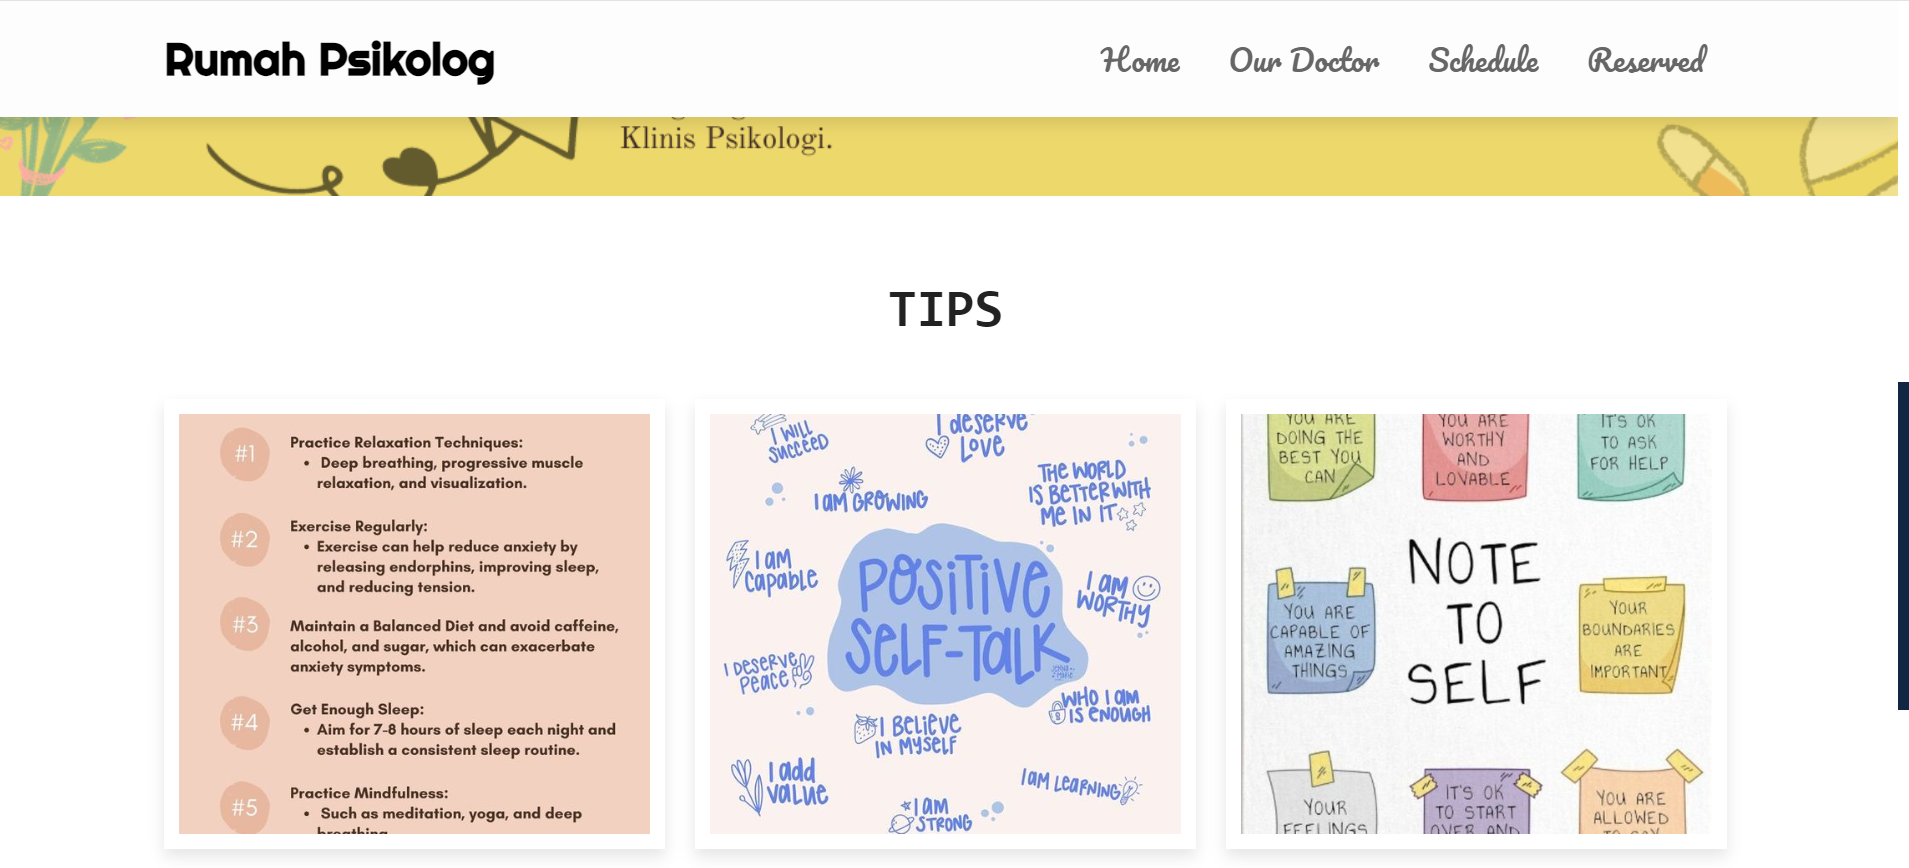 Rumah Psikolog
Home Our Doctor Schedule Reserved
Klinis Psikologi.
TIPS
#1
Practice Relaxation Techniques:
• Deep breathing, progressive muscle
relaxation, and visualization.
#2
Exercise Regularly:
• Exercise can help reduce anxiety by
releasing endorphins, improving sleep,
and reducing tension.
#3
Maintain a Balanced Diet and avoid caffeine,
alcohol, and sugar, which can exacerbate
anxiety symptoms.
#4
Get Enough Sleep:
• Aim for 7-8 hours of sleep each night and
establish a consistent sleep routine.
#5
Practice Mindfulness:
• Such as meditation, yoga, and deep
breathing
I WILL
SUCCEED
I DESERVE
LOVE
I AM GROWING
THE WORLD
IS BETTER WITH
ME IN IT
I AM
CAPABLE
POSITIVE
SELF-TALK
I AM
WORTHY
I DESERVE
PEACE
WHO I AM
IS ENOUGH
I BELIEVE
IN MYSELF
I ADD
VALUE
I AM LEARNING
I AM
STRONG
YOU ARE
DOING THE
BEST YOU
CAN
YOU ARE
WORTHY
AND
LOVABLE
IT'S OK
TO ASK
FOR HELP
NOTE
TO
SELF
YOU ARE
CAPABLE OF
AMAZING
THINGS
YOUR
BOUNDARIES
ARE
IMPORTANT
YOUR
FEELINGS
IT'S OK
TO START
OVER AND
YOU ARE
ALLOWED
TO SAY